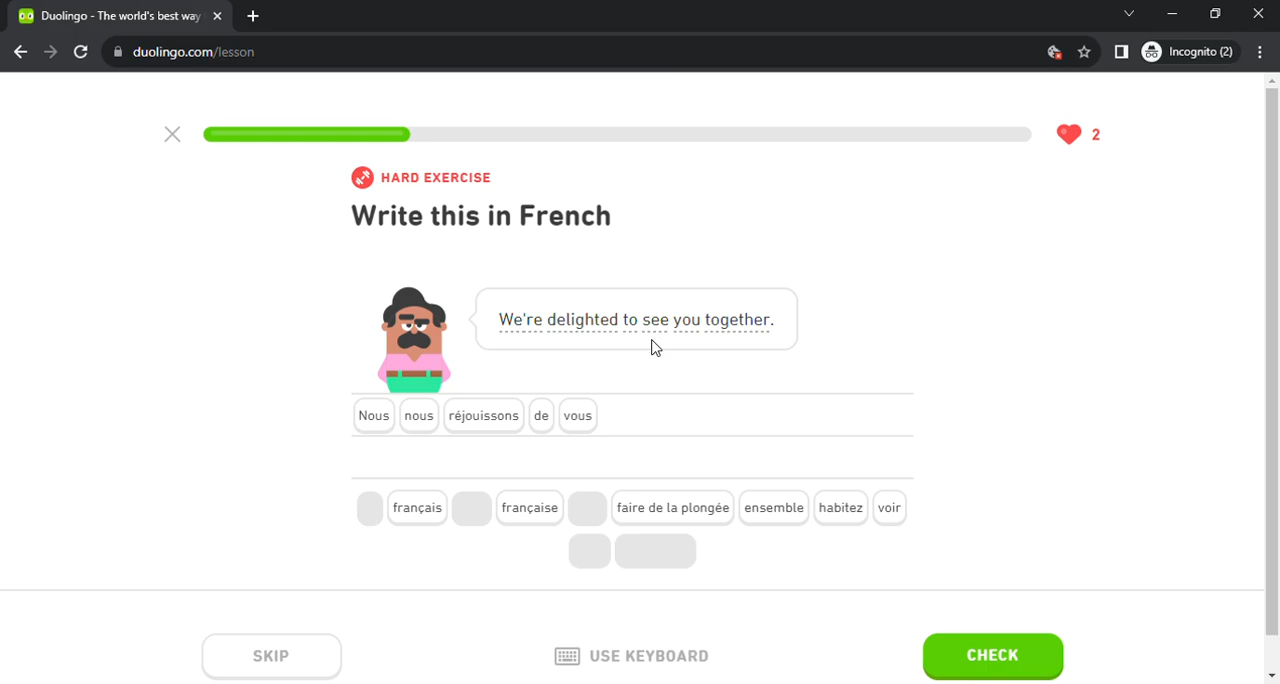 Duolingo - The world's best way
duolingo.com/lesson
Incognito (2)
2
HARD EXERCISE
Write this in French
We're delighted to see you together.
Nous nous réjouissons de vous
français française faire de la plongée ensemble habitez voir
SKIP USE KEYBOARD CHECK